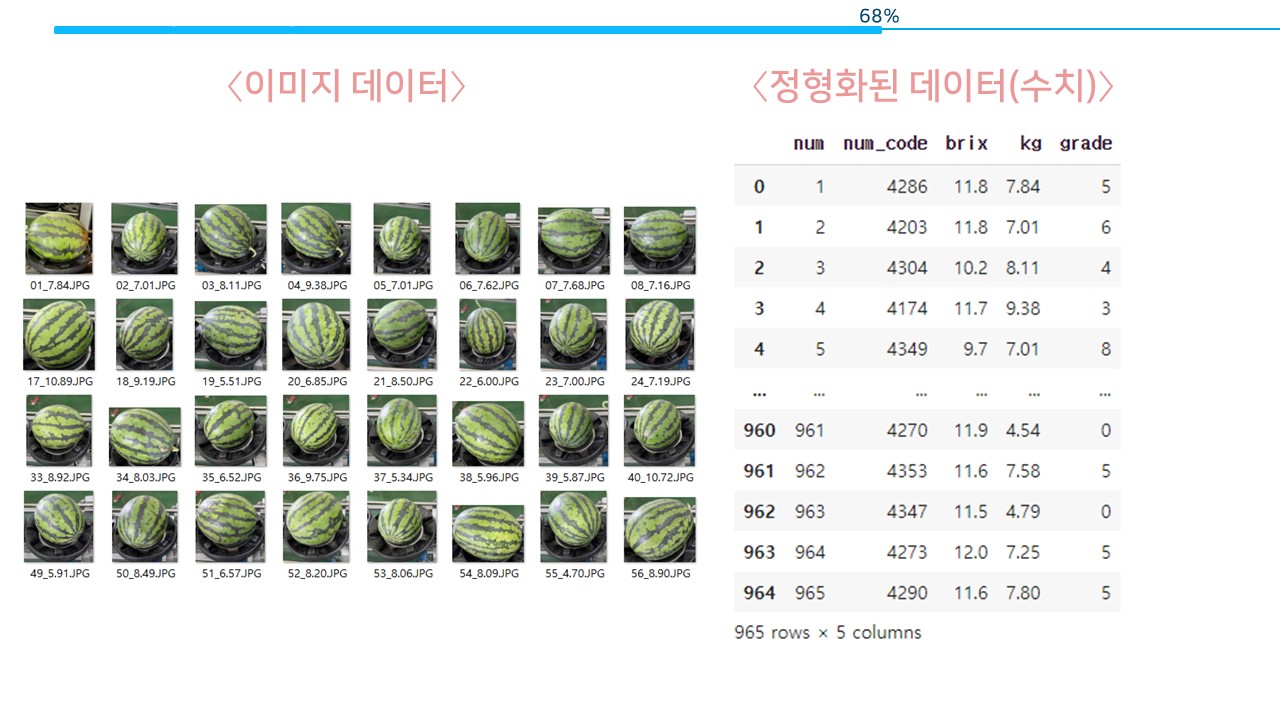 68%
〈이미지 데이터〉
01_7.84.JPG 02_7.01.JPG 03_8.11.JPG 04_9.38.JPG 05_7.01.JPG 06_7.62.JPG 07_7.68.JPG 08_7.16.JPG
17_10.89.JPG 18_9.19.JPG 19_5.51.JPG 20_6.85.JPG 21_8.50.JPG 22_6.00.JPG 23_7.00.JPG 24_7.19.JPG
33_8.92.JPG 34_8.03.JPG 35_6.52.JPG 36_9.75.JPG 37_5.34.JPG 38_5.96.JPG 39_5.87.JPG 40_10.72.JPG
49_5.91.JPG 50_8.49.JPG 51_6.57.JPG 52_8.20.JPG 53_8.06.JPG 54_8.09.JPG 55_4.70.JPG 56_8.90.JPG
〈정형화된 데이터(수치)〉
num num_code brix kg grade
0 1 4286 11.8 7.84 5
1 2 4203 11.8 7.01 6
2 3 4304 10.2 8.11 4
3 4 4174 11.7 9.38 3
4 5 4349 9.7 7.01 8
... ... ... ... ... ...
960 961 4270 11.9 4.54 0
961 962 4353 11.6 7.58 5
962 963 4347 11.5 4.79 0
963 964 4273 12.0 7.25 5
964 965 4290 11.6 7.80 5
965 rows × 5 columns